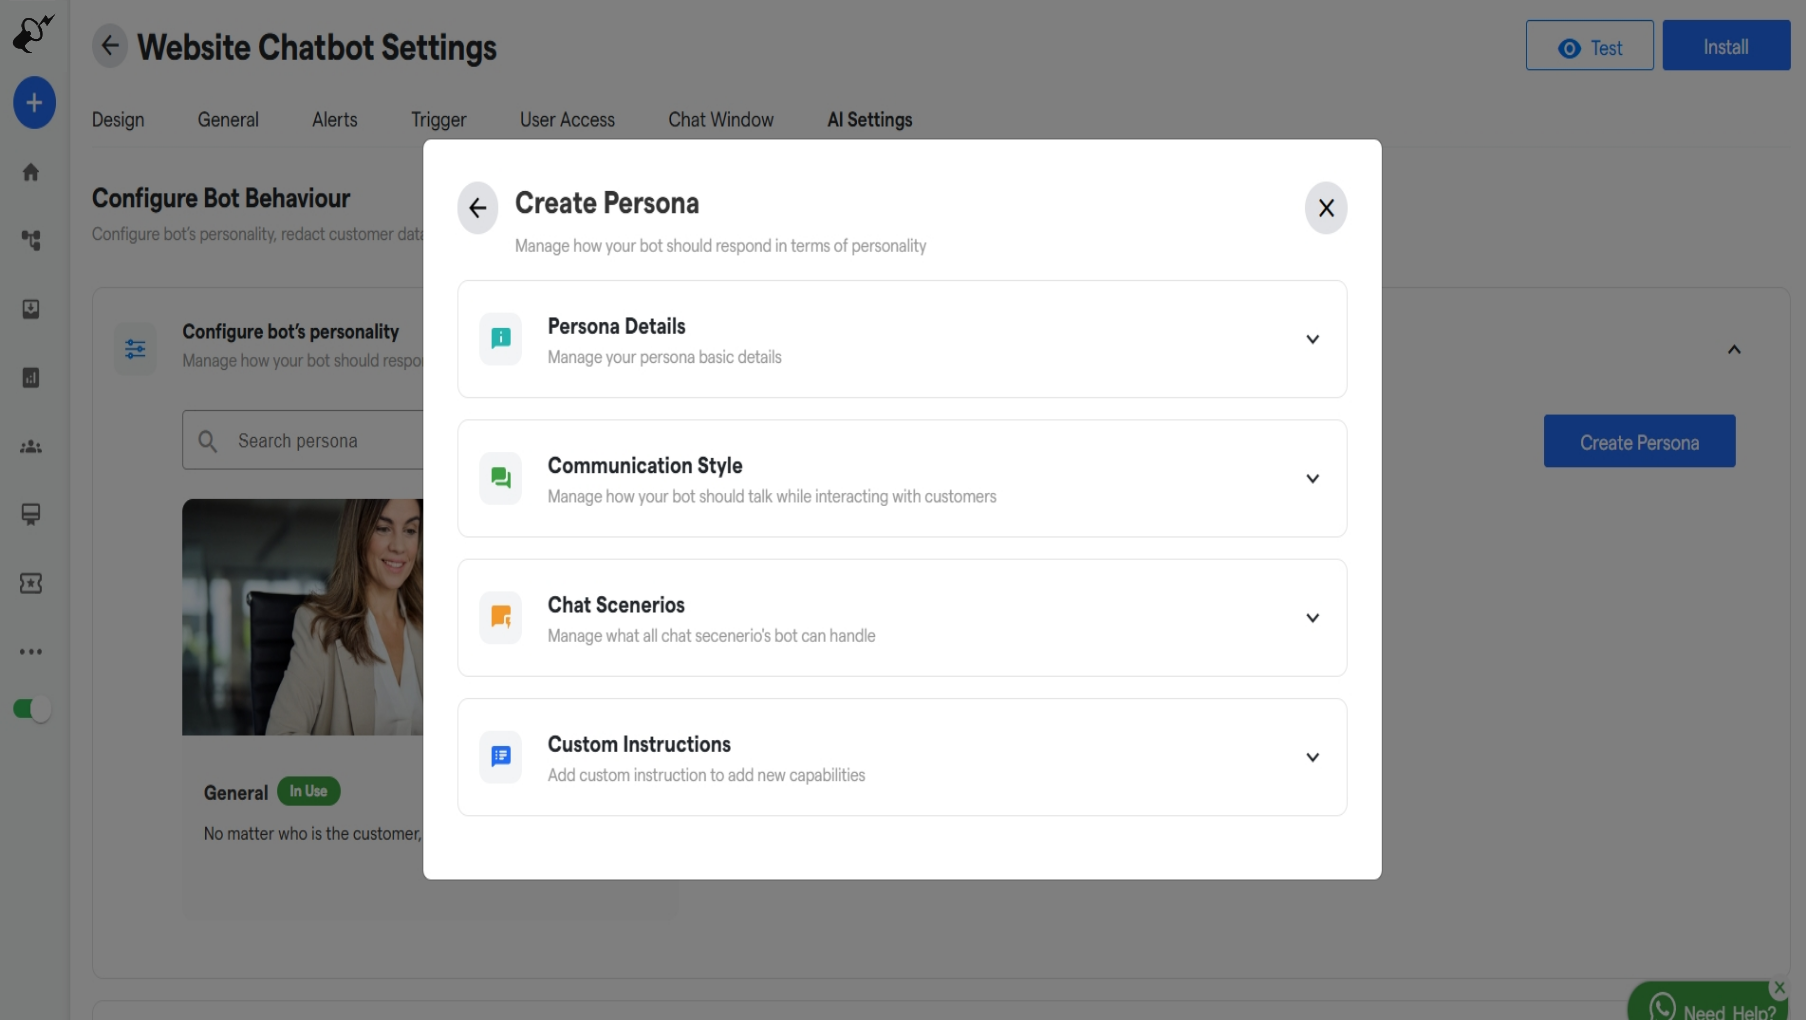 Website Chatbot Settings
Test
Install
Design
General
Alerts
Trigger
User Access
Chat Window
AI Settings
Configure Bot Behaviour
Configure bot's personality, redact customer data
Configure bot's personality
Manage how your bot should respo
Search persona
Create Persona
General
In Use
No matter who is the customer,
Create Persona
X
Manage how your bot should respond in terms of personality
Persona Details
Manage your persona basic details
Communication Style
Manage how your bot should talk while interacting with customers
Chat Scenerios
Manage what all chat secenerio's bot can handle
Custom Instructions
Add custom instruction to add new capabilities
X
Need Help?